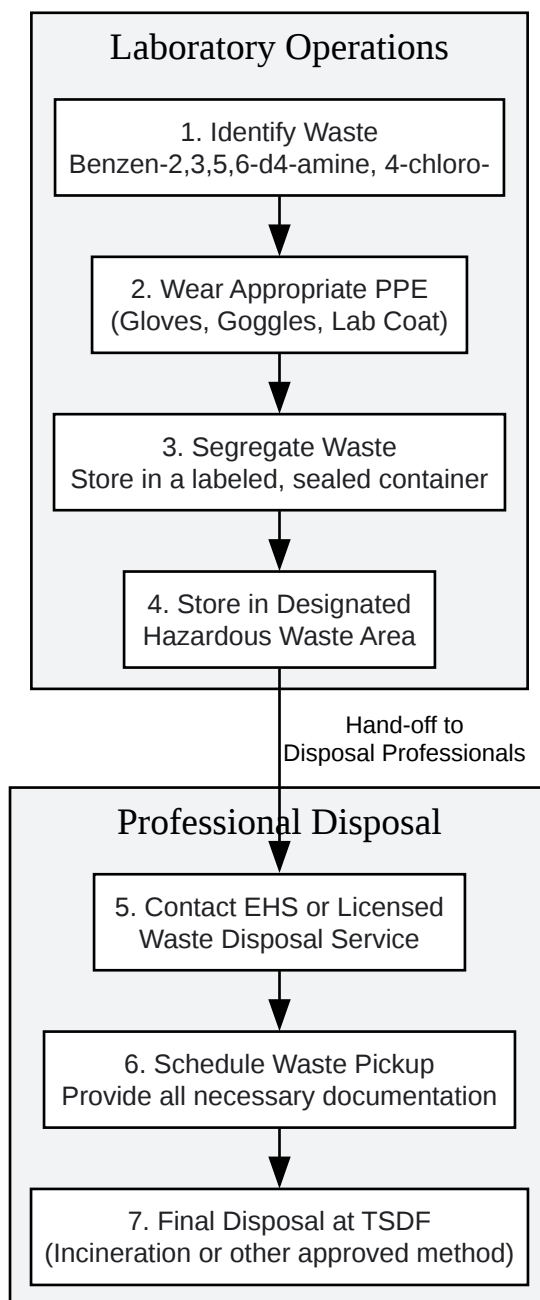 Laboratory Operations
1. Identify Waste
Benzen-2,3,5,6-d4-amine, 4-chloro-
2. Wear Appropriate PPE
(Gloves, Goggles, Lab Coat)
3. Segregate Waste
Store in a labeled, sealed container
4. Store in Designated
Hazardous Waste Area
Hand-off to
Disposal Professionals
Professional Disposal
5. Contact EHS or Licensed
Waste Disposal Service
6. Schedule Waste Pickup
Provide all necessary documentation
7. Final Disposal at TSDF
(Incineration or other approved method)